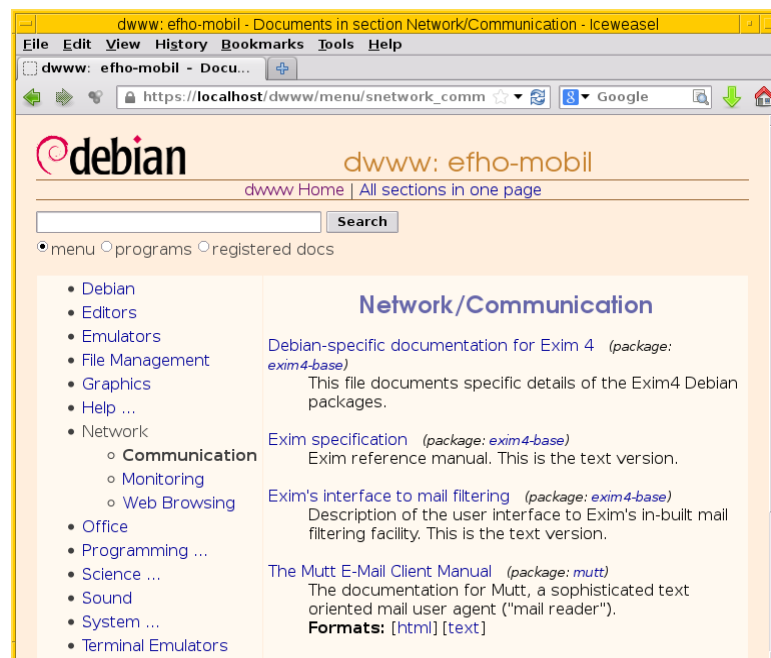 dwww: efho-mobil - Documents in section Network/Communication - Iceweasel
File Edit View History Bookmarks Tools Help
dwww: efho-mobil - Docu...
https://localhost/dwww/menu/snetwork_comm
Google
debian
dwww: efho-mobil
dwww Home | All sections in one page
Search
menu programs registered docs
Debian
Editors
Emulators
File Management
Graphics
Help ...
Network
Communication
Monitoring
Web Browsing
Office
Programming ...
Science ...
Sound
System ...
Terminal Emulators
Network/Communication
Debian-specific documentation for Exim 4 (package:
exim4-base)
This file documents specific details of the Exim4 Debian
packages.
Exim specification (package: exim4-base)
Exim reference manual. This is the text version.
Exim's interface to mail filtering (package: exim4-base)
Description of the user interface to Exim's in-built mail
filtering facility. This is the text version.
The Mutt E-Mail Client Manual (package: mutt)
The documentation for Mutt, a sophisticated text
oriented mail user agent ("mail reader").
Formats: [html] [text]